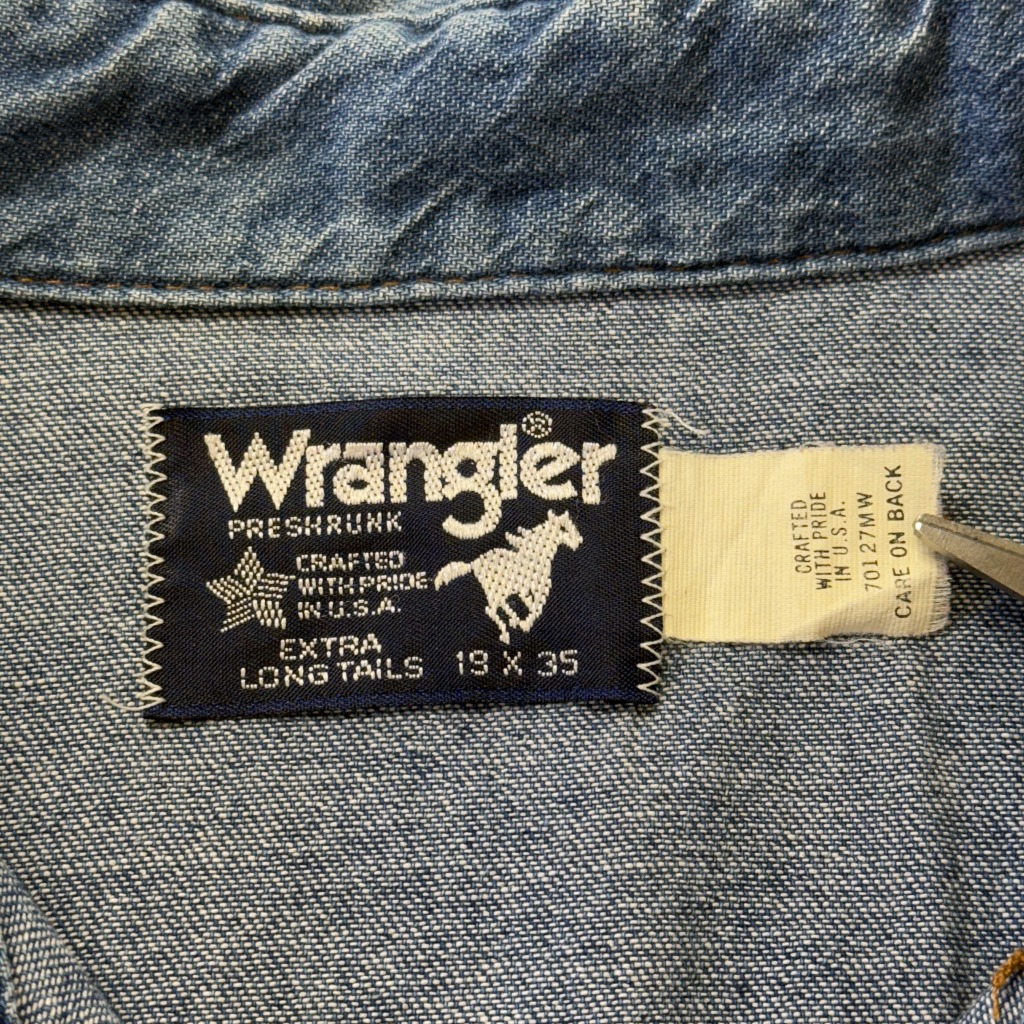 Wrangler®
PRESHRUNK
CRAFTED
WITH PRIDE
IN U.S.A.
EXTRA
LONG TAILS 19 X 35
CRAFTED
WITH PRIDE
IN U.S.A.
70127MW
CARE ON BACK